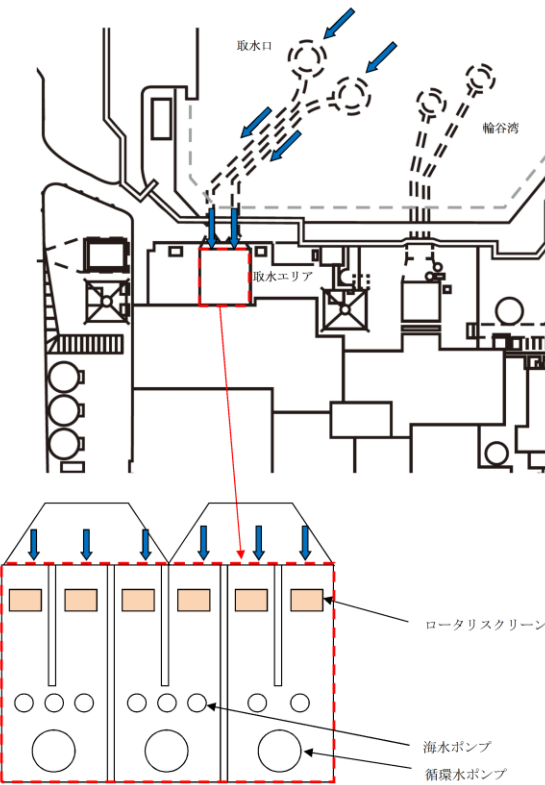 取水口
輪谷湾
取水エリア
ロータリスクリーン
海水ポンプ
循環水ポンプ